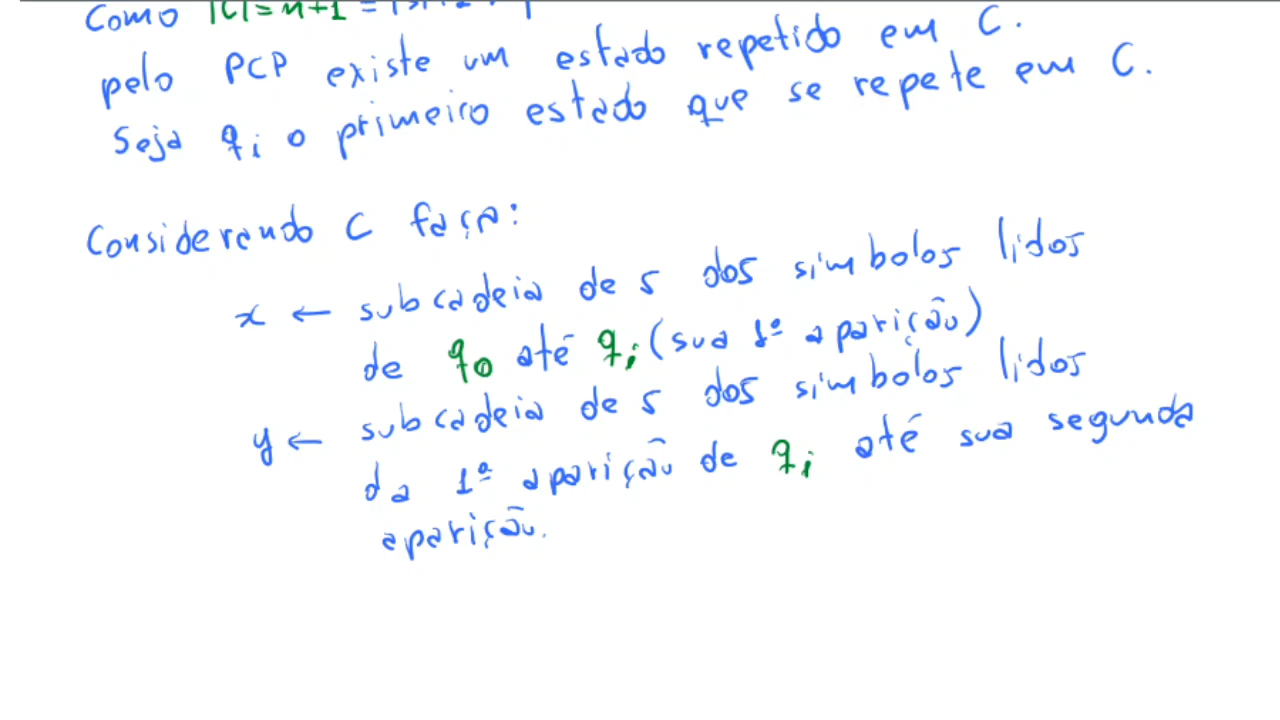 Como |C| = n+1 =
pelo PCP existe um estado repetido em C.
Seja qi o primeiro estado que se repete em C.
Considerando C faça:
x ← subcadeia de s dos símbolos lidos
de q0 até qi (sua 1ª aparição)
y ← subcadeia de s dos símbolos lidos
da 1ª aparição de qi até sua segunda
aparição.